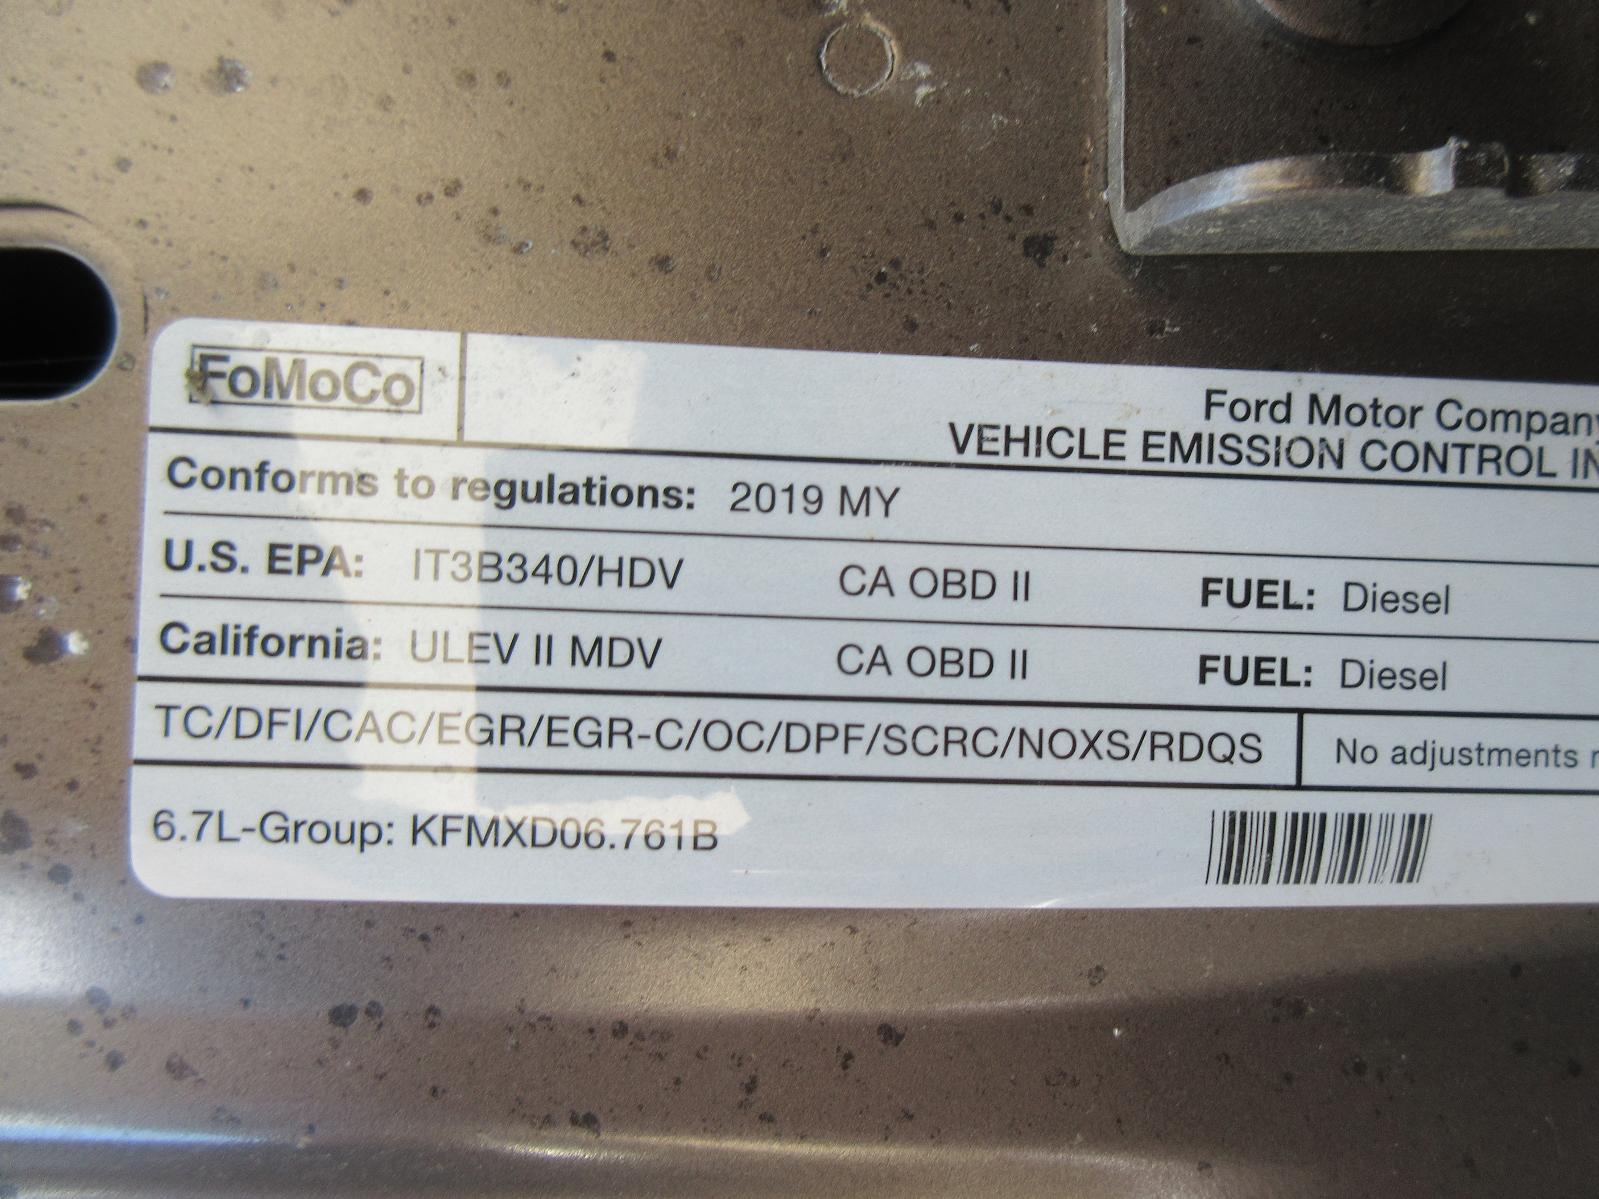 FoMoCo
Ford Motor Company
VEHICLE EMISSION CONTROL IN
Conforms to regulations: 2019 MY
U.S. EPA: IT3B340/HDV CA OBD II FUEL: Diesel
California: ULEV II MDV CA OBD II FUEL: Diesel
TC/DFI/CAC/EGR/EGR-C/OC/DPF/SCRC/NOXS/RDQS No adjustments
6.7L-Group: KFMXD06.761B